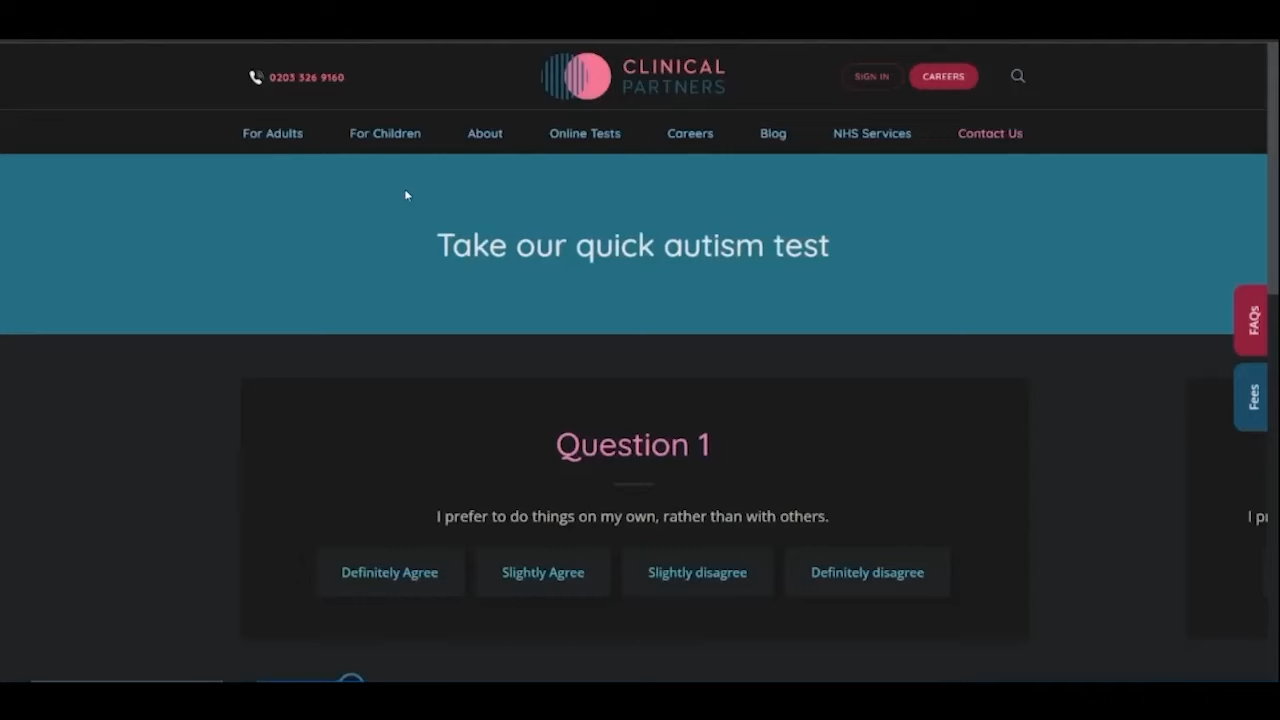 0203 326 9160
CLINICAL
PARTNERS
SIGN IN
CAREERS
For Adults
For Children
About
Online Tests
Careers
Blog
NHS Services
Contact Us
Take our quick autism test
FAQs
Fees
Question 1
I prefer to do things on my own, rather than with others.
Definitely Agree
Slightly Agree
Slightly disagree
Definitely disagree